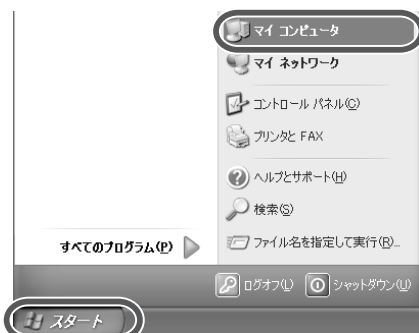 マイ コンピュータ
マイ ネットワーク
コントロール パネル(C)
プリンタと FAX
ヘルプとサポート(H)
検索(S)
すべてのプログラム(P)
ファイル名を指定して実行(R)...
ログオフ(L)
シャットダウン(U)
スタート